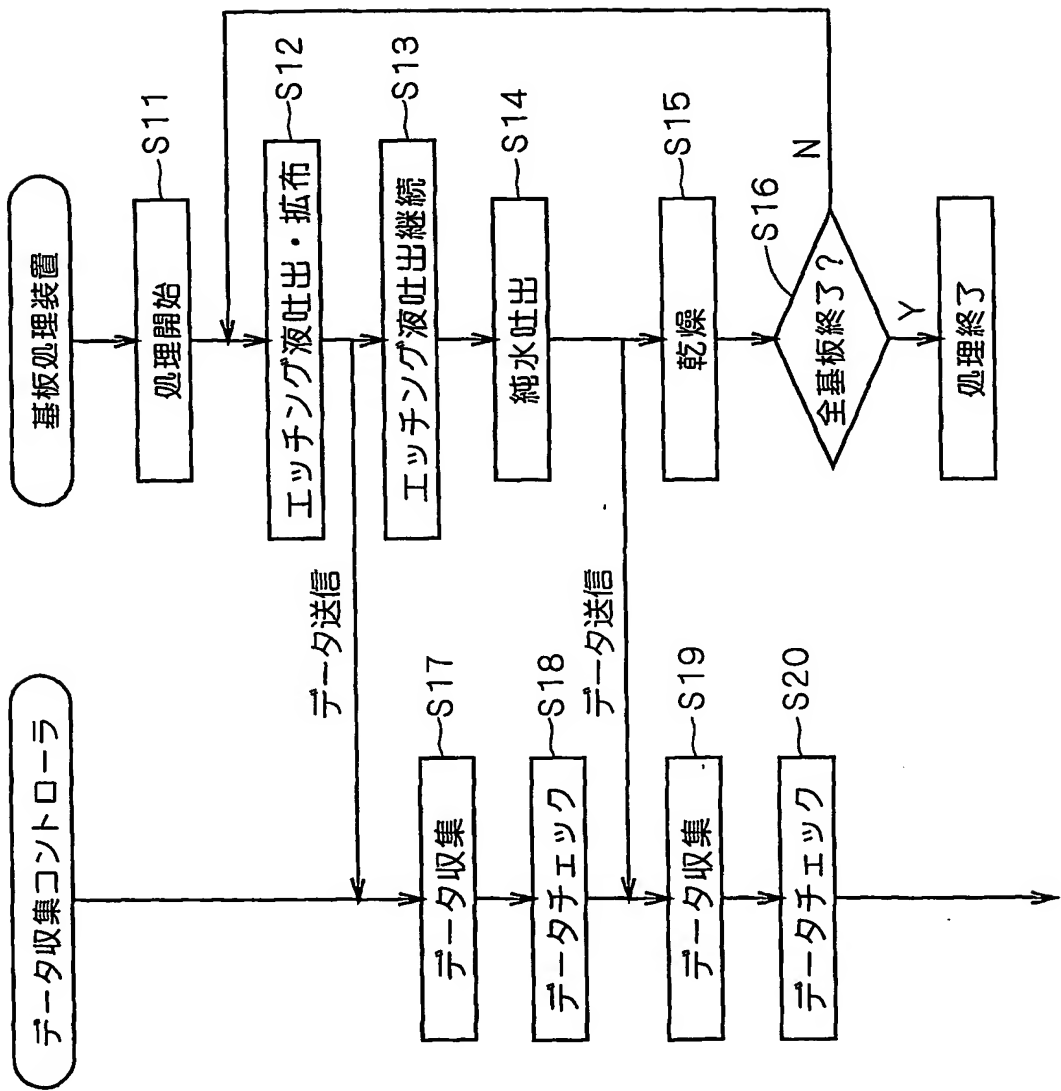 データ収集コントローラ
基板処理装置
処理開始
S11
エッチング液吐出・拡布
S12
データ送信
エッチング液吐出継続
S13
データ収集
S17
純水吐出
S14
データチェック
S18
データ送信
乾燥
S15
データ収集
S19
データチェック
S20
全基板終了?
S16
N
Y
処理終了